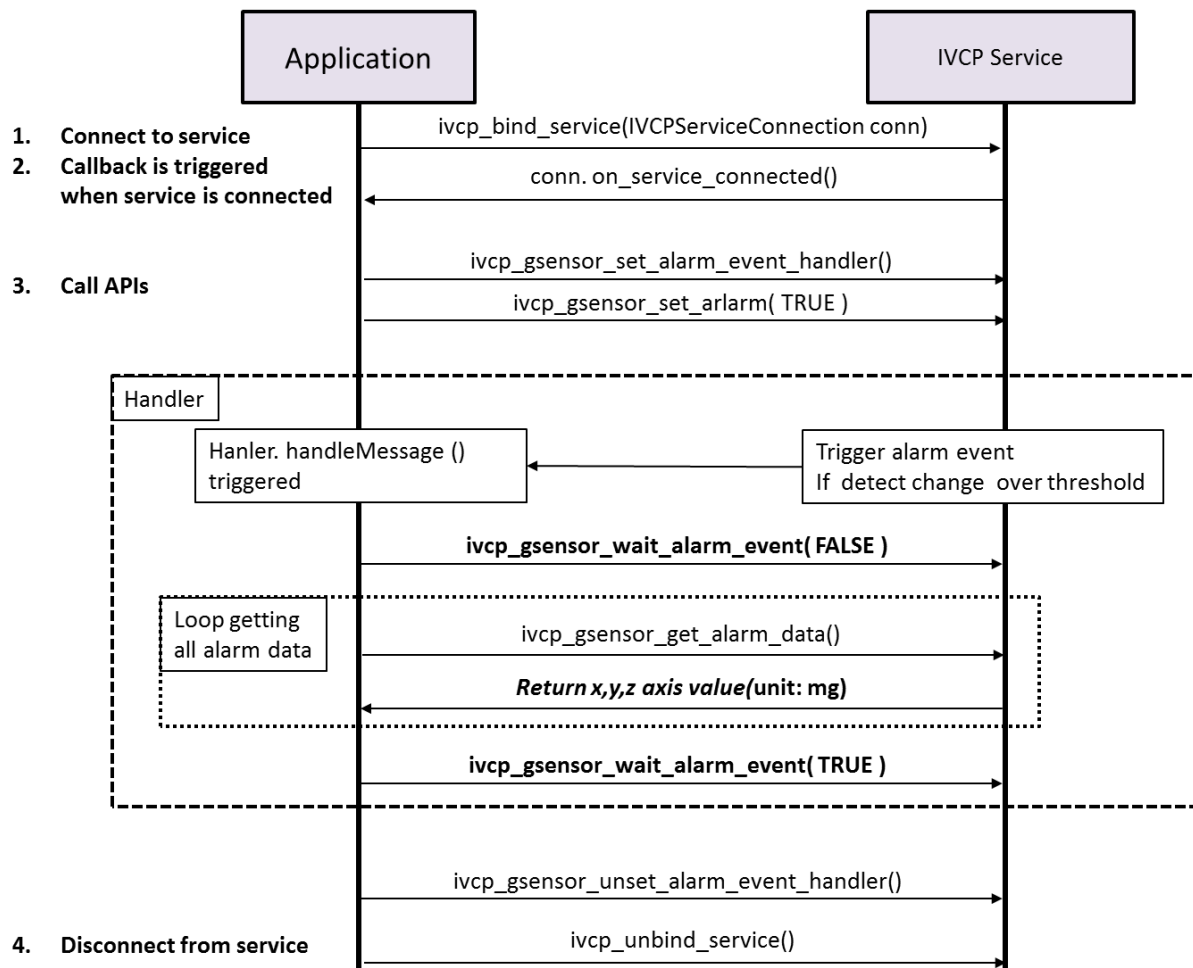 Application
IVCP Service
ivcp_bind_service(IVCPServiceConnection conn)
1. Connect to service
2. Callback is triggered
when service is connected
conn. on_service_connected()
ivcp_gsensor_set_alarm_event_handler()
3. Call APIs
ivcp_gsensor_set_arlarm( TRUE )
Handler
Hanler. handleMessage ()
triggered
Trigger alarm event
If detect change over threshold
ivcp_gsensor_wait_alarm_event( FALSE )
Loop getting
all alarm data
ivcp_gsensor_get_alarm_data()
Return x,y,z axis value(unit: mg)
ivcp_gsensor_wait_alarm_event( TRUE )
ivcp_gsensor_unset_alarm_event_handler()
4. Disconnect from service
ivcp_unbind_service()